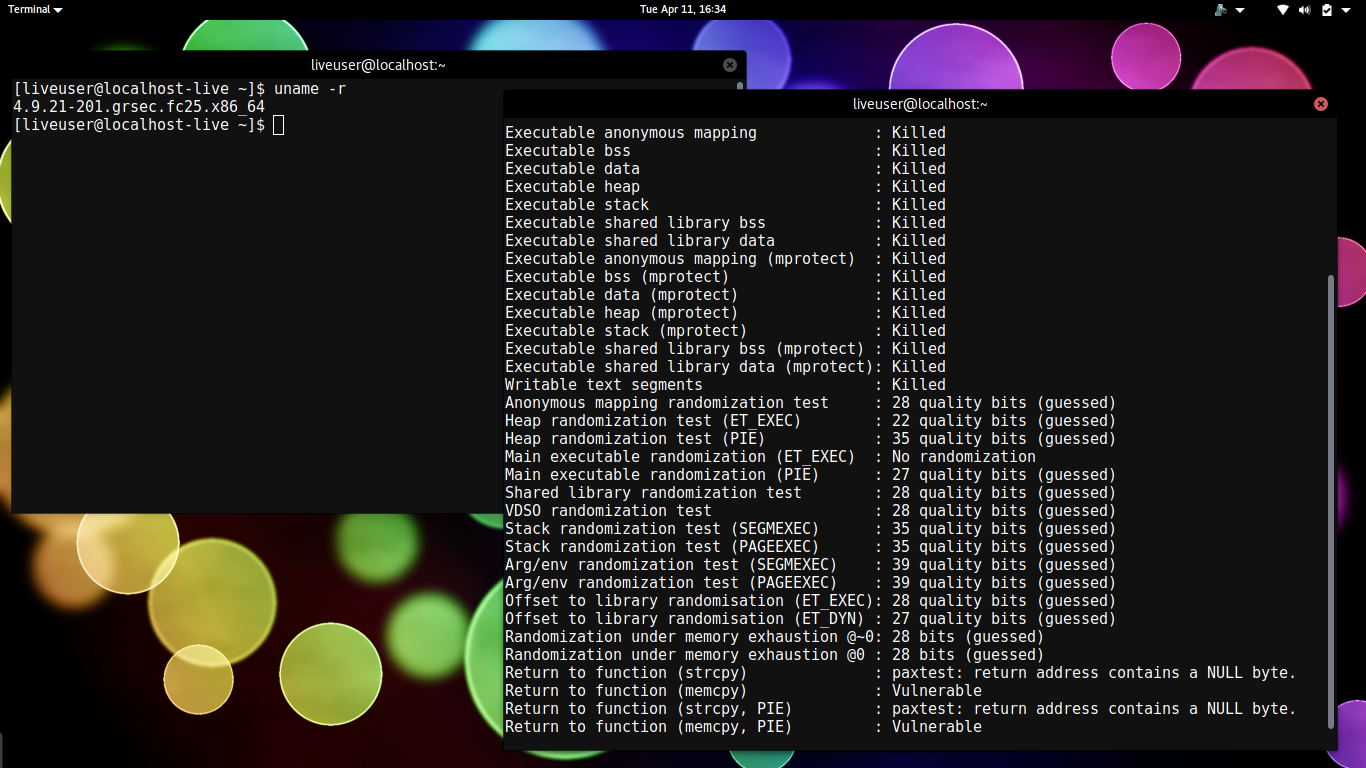 Terminal
Tue Apr 11, 16:34
liveuser@localhost:~
[liveuser@localhost-live ~]$ uname -r
4.9.21-201.grsec.fc25.x86_64
[liveuser@localhost-live ~]$
liveuser@localhost:~
Executable anonymous mapping             : Killed
Executable bss                           : Killed
Executable data                          : Killed
Executable heap                          : Killed
Executable stack                         : Killed
Executable shared library bss            : Killed
Executable shared library data           : Killed
Executable anonymous mapping (mprotect)  : Killed
Executable bss (mprotect)                : Killed
Executable data (mprotect)               : Killed
Executable heap (mprotect)               : Killed
Executable stack (mprotect)              : Killed
Executable shared library bss (mprotect) : Killed
Executable shared library data (mprotect): Killed
Writable text segments                   : Killed
Anonymous mapping randomization test     : 28 quality bits (guessed)
Heap randomization test (ET_EXEC)        : 22 quality bits (guessed)
Heap randomization test (PIE)            : 35 quality bits (guessed)
Main executable randomization (ET_EXEC)  : No randomization
Main executable randomization (PIE)      : 27 quality bits (guessed)
Shared library randomization test        : 28 quality bits (guessed)
VDSO randomization test                  : 28 quality bits (guessed)
Stack randomization test (SEGMEXEC)      : 35 quality bits (guessed)
Stack randomization test (PAGEEXEC)      : 35 quality bits (guessed)
Arg/env randomization test (SEGMEXEC)    : 39 quality bits (guessed)
Arg/env randomization test (PAGEEXEC)    : 39 quality bits (guessed)
Offset to library randomisation (ET_EXEC): 28 quality bits (guessed)
Offset to library randomisation (ET_DYN) : 27 quality bits (guessed)
Randomization under memory exhaustion @~0: 28 bits (guessed)
Randomization under memory exhaustion @0 : 28 bits (guessed)
Return to function (strcpy)              : paxtest: return address contains a NULL byte.
Return to function (memcpy)              : Vulnerable
Return to function (strcpy, PIE)         : paxtest: return address contains a NULL byte.
Return to function (memcpy, PIE)         : Vulnerable